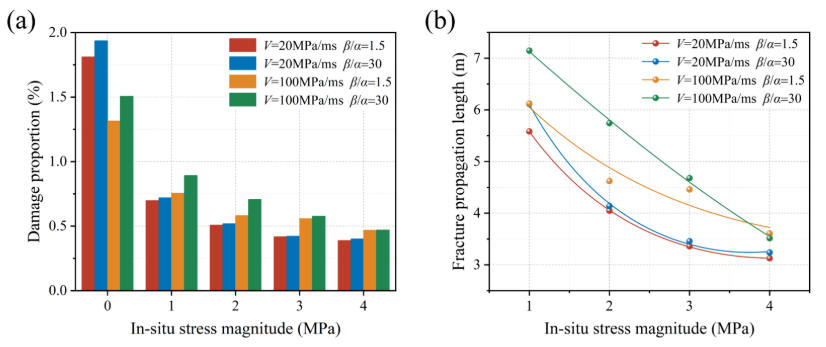 (a)
Damage proportion (%)
2.0
1.5
1.0
0.5
0.0
V=20MPa/ms β/α=1.5
V=20MPa/ms β/α=30
V=100MPa/ms β/α=1.5
V=100MPa/ms β/α=30
0 1 2 3 4
In-situ stress magnitude (MPa)
(b)
Fracture propagation length (m)
7
6
5
4
3
V=20MPa/ms β/α=1.5
V=20MPa/ms β/α=30
V=100MPa/ms β/α=1.5
V=100MPa/ms β/α=30
1 2 3 4
In-situ stress magnitude (MPa)